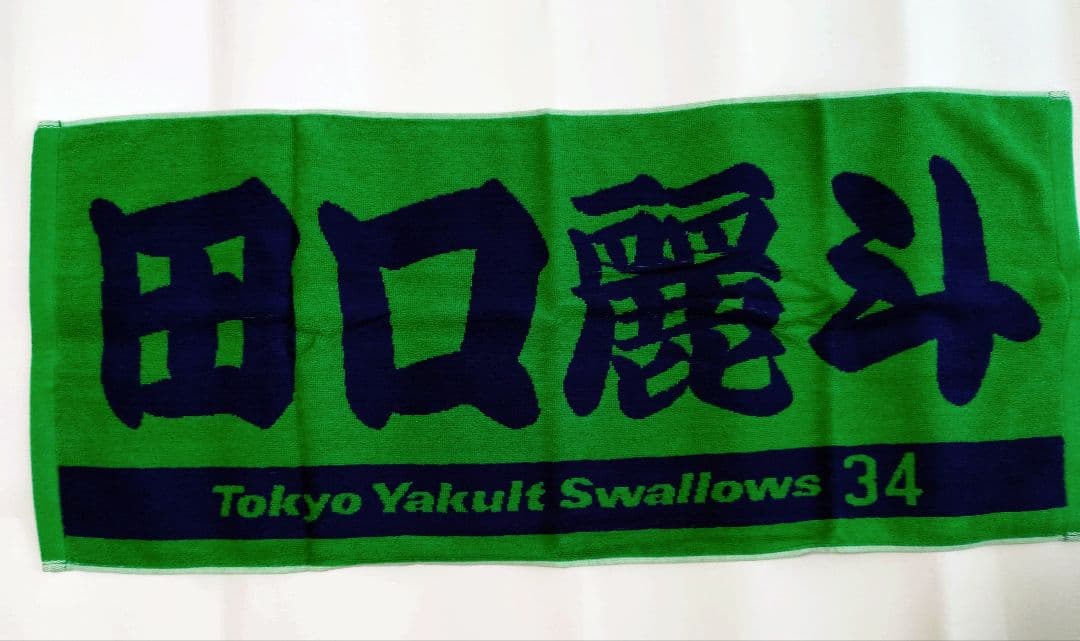 田口麗斗
Tokyo Yakult Swallows 34